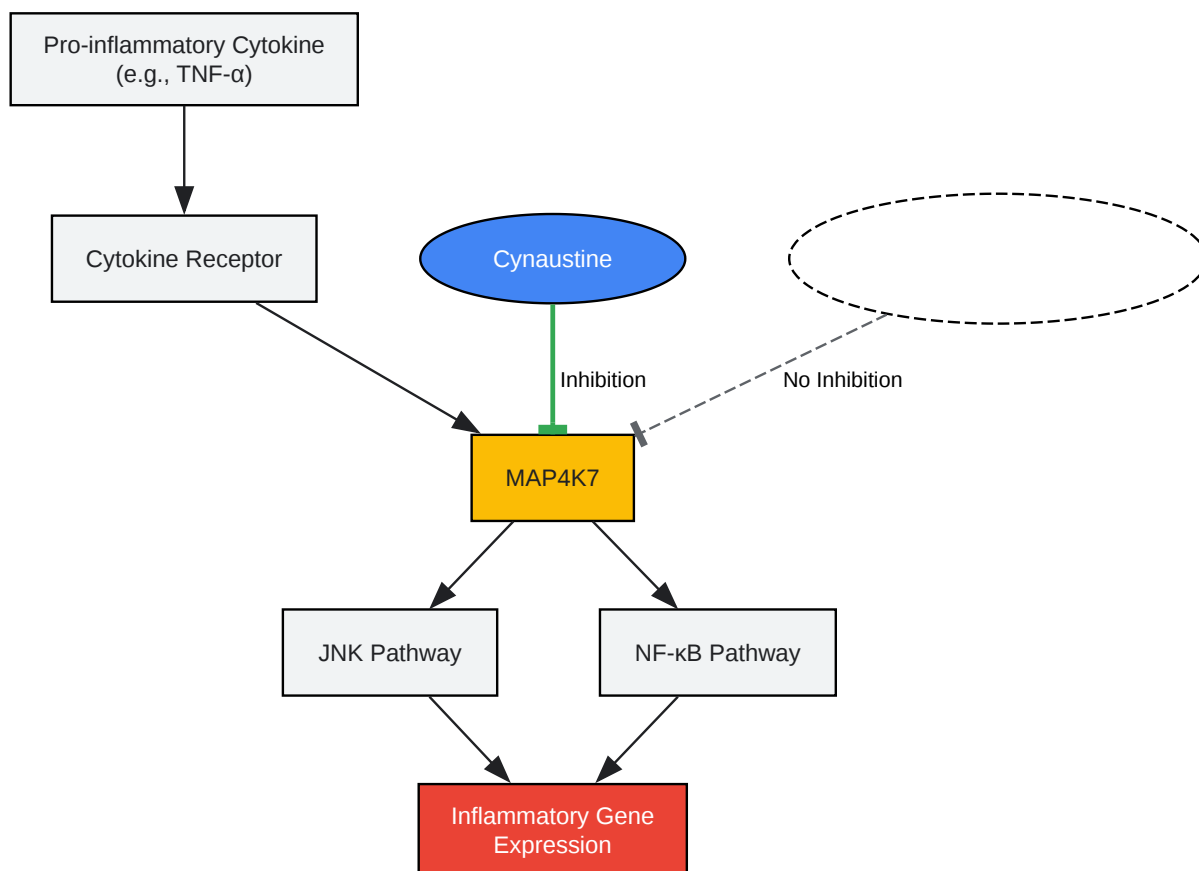 Pro-inflammatory Cytokine
(e.g., TNF-α)
Cytokine Receptor
Cynaustine
Inhibition
No Inhibition
MAP4K7
JNK Pathway
NF-κB Pathway
Inflammatory Gene
Expression